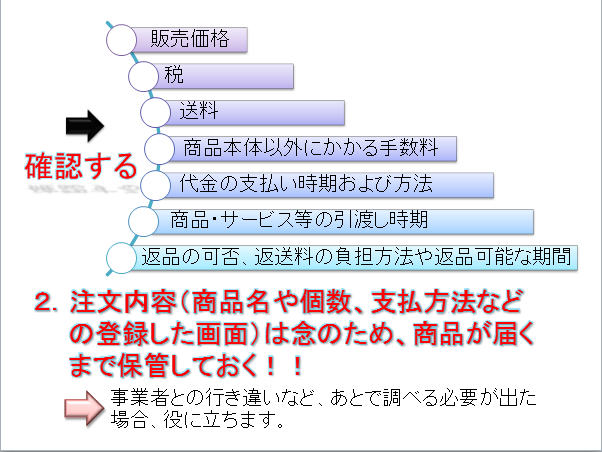 販売価格
税
送料
商品本体以外にかかる手数料
確認する
代金の支払い時期および方法
商品・サービス等の引渡し時期
返品の可否、返送料の負担方法や返品可能な期間
２．注文内容（商品名や個数、支払方法など
の登録した画面）は念のため、商品が届く
まで保管しておく！！
事業者との行き違いなど、あとで調べる必要が出た
場合、役に立ちます。